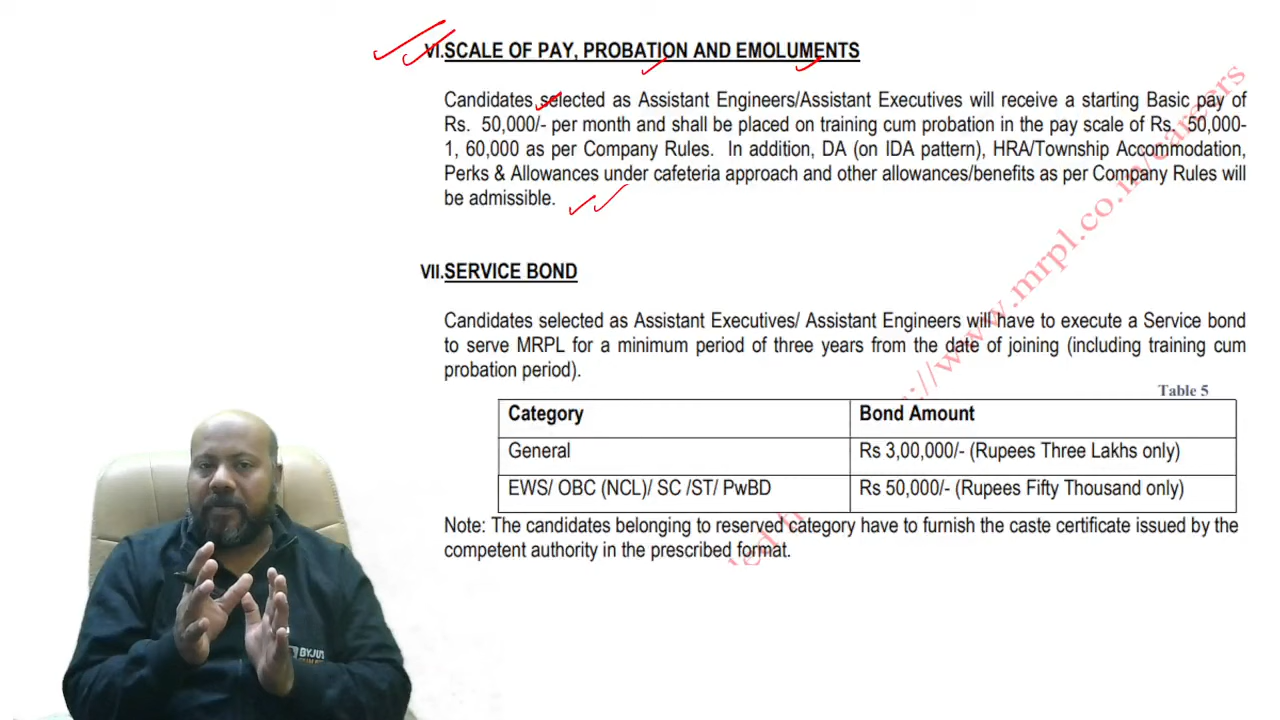 VI.SCALE OF PAY, PROBATION AND EMOLUMENTS
Candidates selected as Assistant Engineers/Assistant Executives will receive a starting Basic pay of
Rs. 50,000/- per month and shall be placed on training cum probation in the pay scale of Rs. 50,000-
1, 60,000 as per Company Rules. In addition, DA (on IDA pattern), HRA/Township Accommodation,
Perks & Allowances under cafeteria approach and other allowances/benefits as per Company Rules will
be admissible.
VII.SERVICE BOND
Candidates selected as Assistant Executives/ Assistant Engineers will have to execute a Service bond
to serve MRPL for a minimum period of three years from the date of joining (including training cum
probation period).
Table 5
Category Bond Amount
General Rs 3,00,000/- (Rupees Three Lakhs only)
EWS/ OBC (NCL)/ SC /ST/ PwBD Rs 50,000/- (Rupees Fifty Thousand only)
Note: The candidates belonging to reserved category have to furnish the caste certificate issued by the
competent authority in the prescribed format.
://www.mrpl.co.in/careers
BYJU